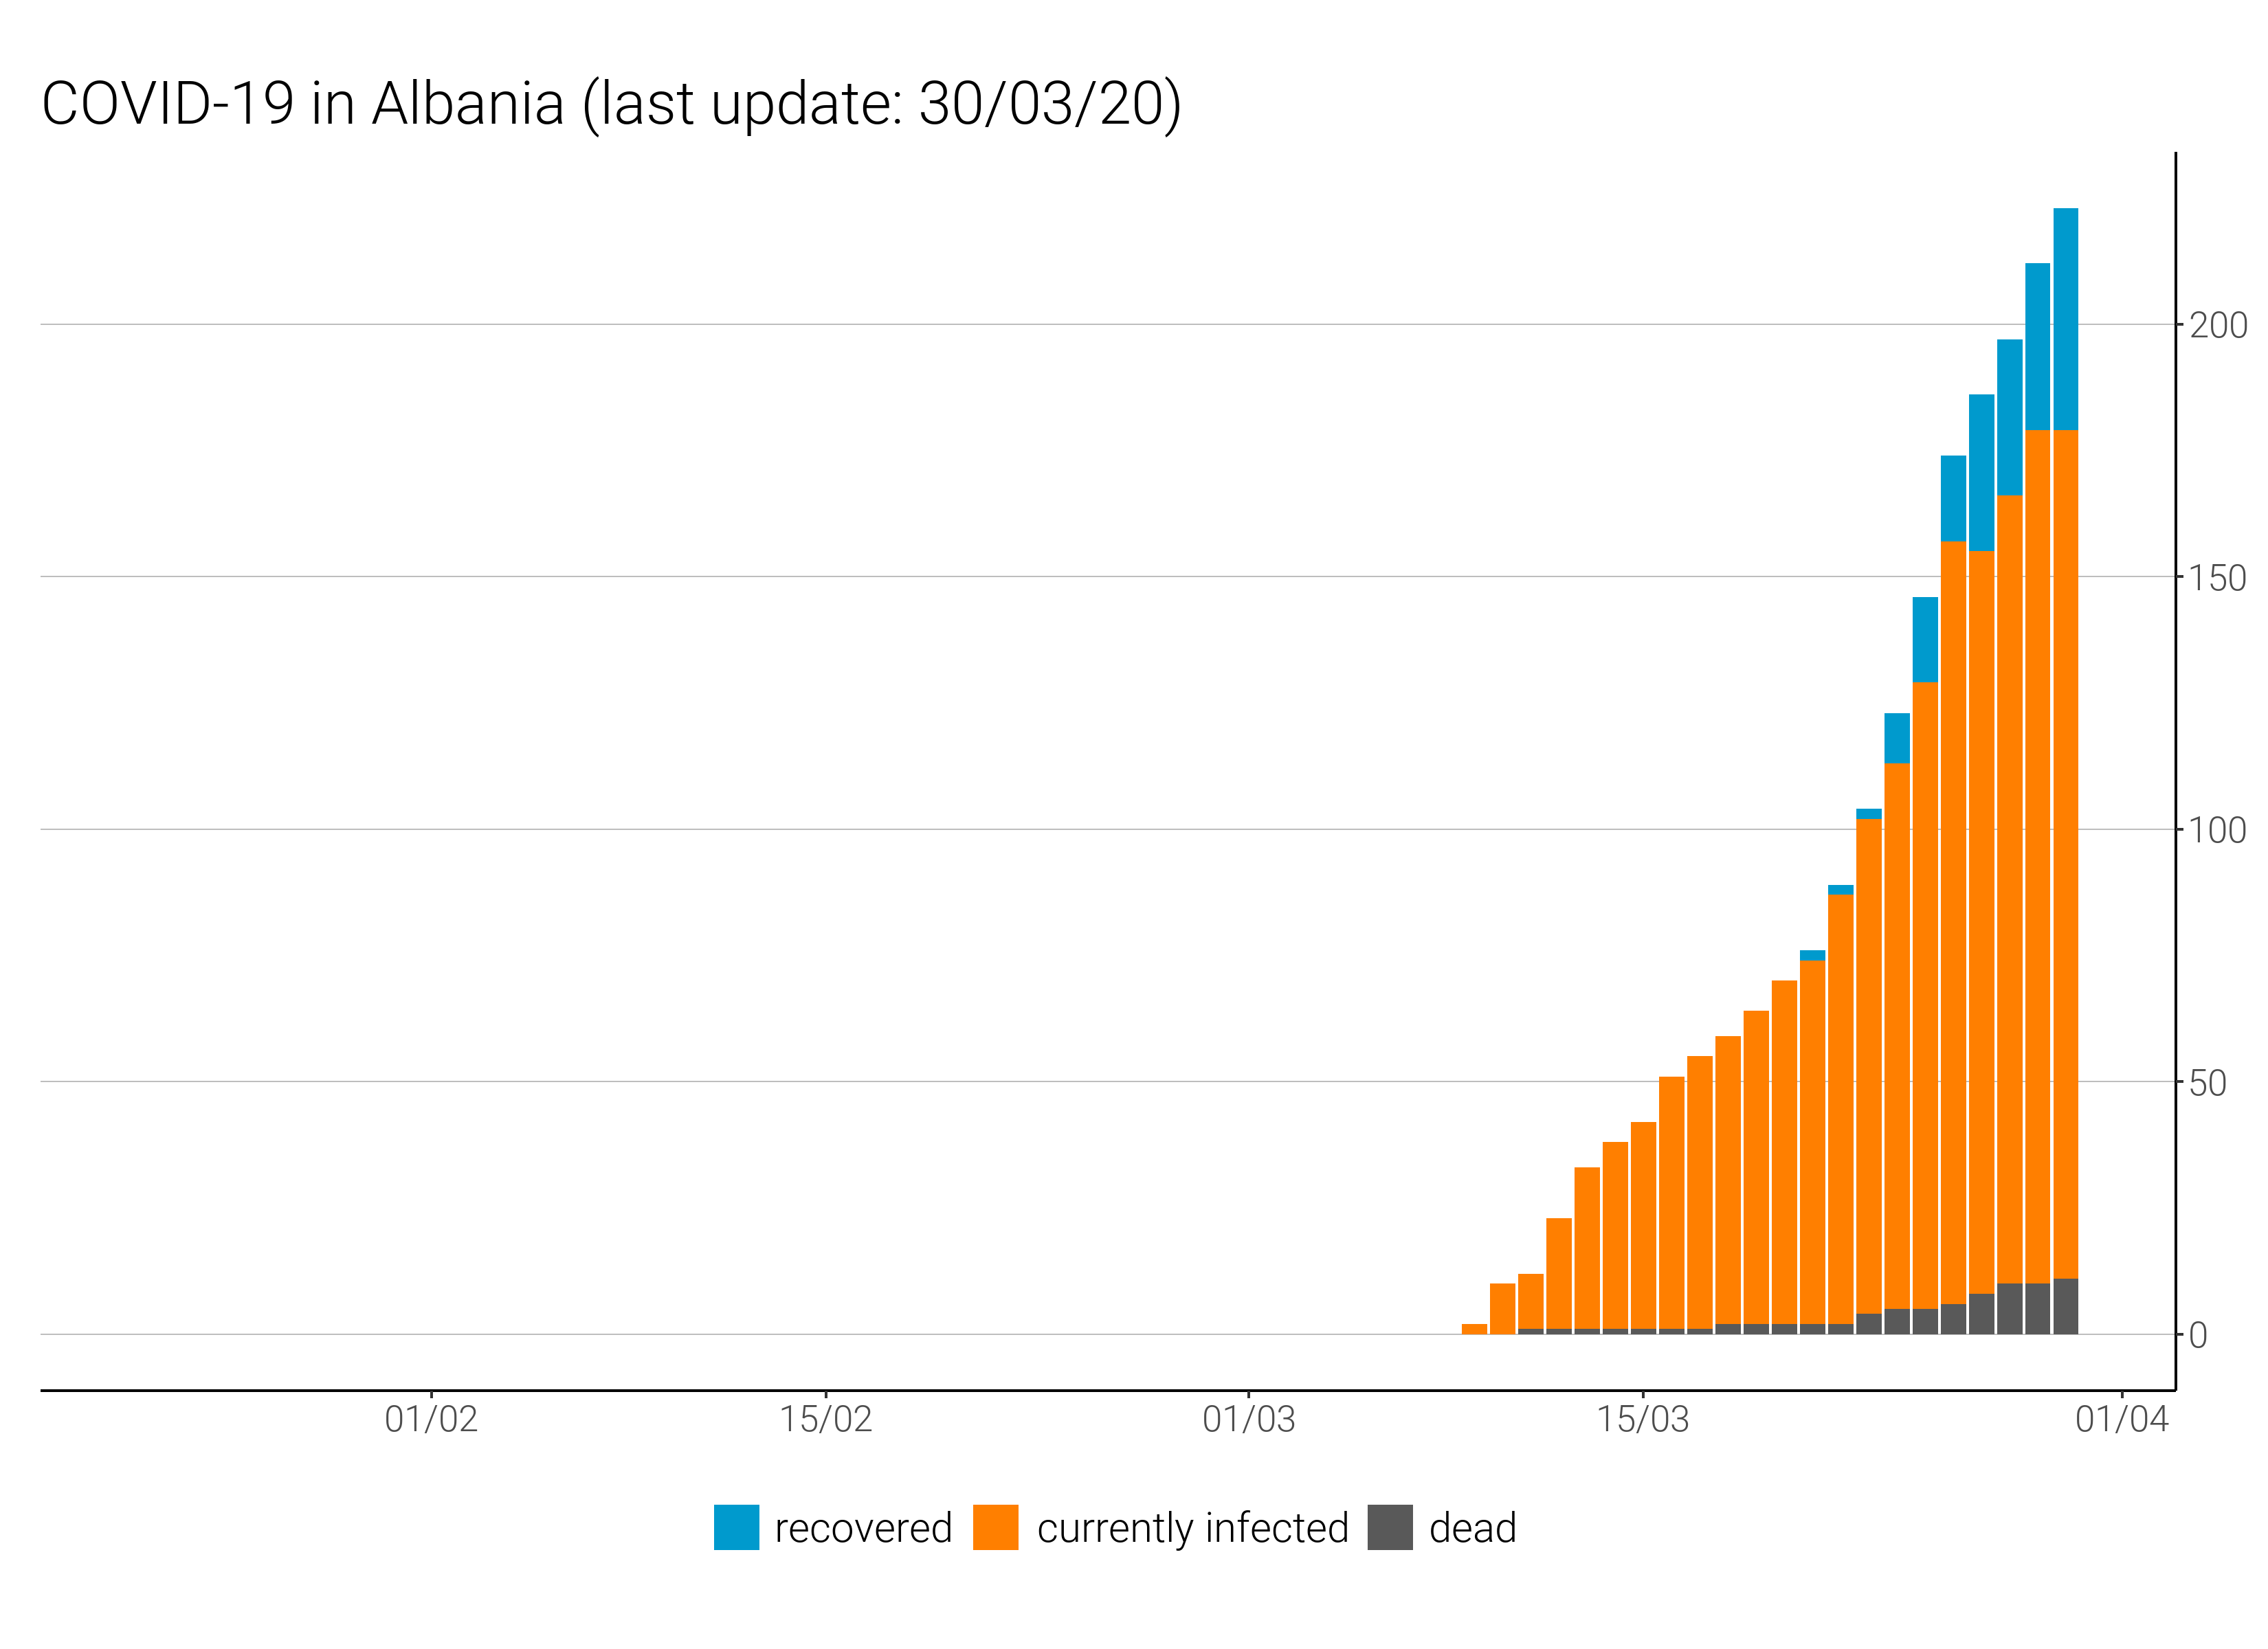 COVID-19 in Albania (last update: 30/03/20)
200
150
100
50
0
01/02 15/02 01/03 15/03 01/04
recovered currently infected dead